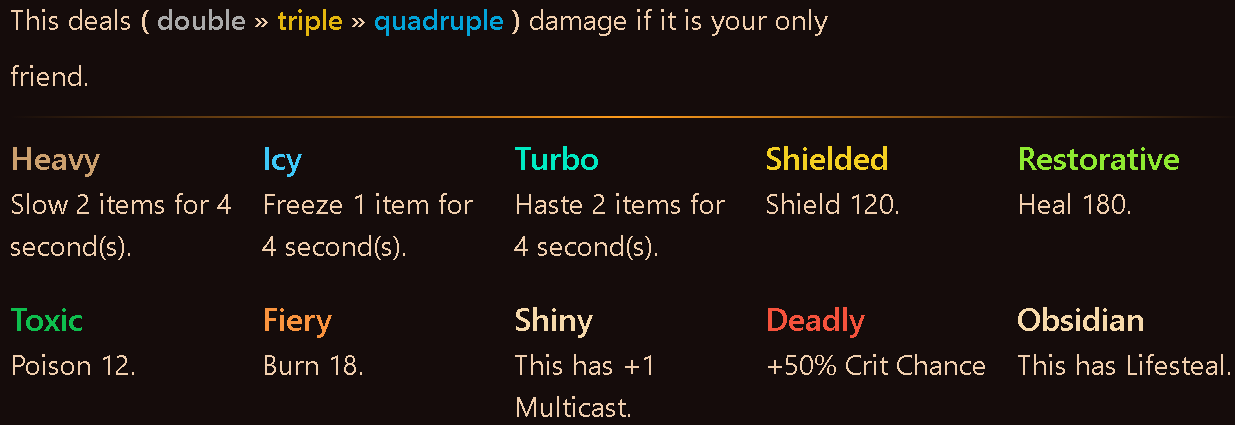 This deals ( double » triple » quadruple ) damage if it is your only
friend.
Heavy Icy Turbo Shielded Restorative
Slow 2 items for 4 Freeze 1 item for Haste 2 items for Shield 120. Heal 180.
second(s). 4 second(s). 4 second(s).
Toxic Fiery Shiny Deadly Obsidian
Poison 12. Burn 18. This has +1 +50% Crit Chance This has Lifesteal.
Multicast.